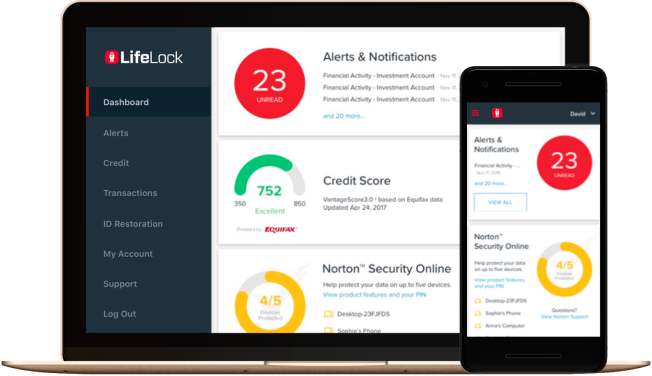 LifeLock
Dashboard
Alerts
Credit
Transactions
ID Restoration
My Account
Support
Log Out
23
UNREAD
Alerts & Notifications
Financial Activity - Investment Account Nov 11,
Financial Activity - Investment Account Nov 11,
Financial Activity - Investment Account Nov 11,
and 20 more...
752
350
850
Excellent
Provided by EQUIFAX
Credit Score
VantageScore3.0 ¹ based on Equifax data
Updated Apr 24, 2017
4/5
Devices
Protected
Norton™ Security Online
Help protect your data on up to five devices.
View product features and your PIN
Desktop-23FJFDS
Sophie's Phone
David
Alerts &
Notifications
Financial Activity - ...
Nov 11, 2016
and 20 more...
VIEW ALL
23
UNREAD
Norton™
Security Online
Help protect your data
on up to five devices.
View product features
and your PIN
Desktop-23FJFDS
Sophie's Phone
Anna's Computer
4/5
Devices
Protected
Questions?
View Norton Support